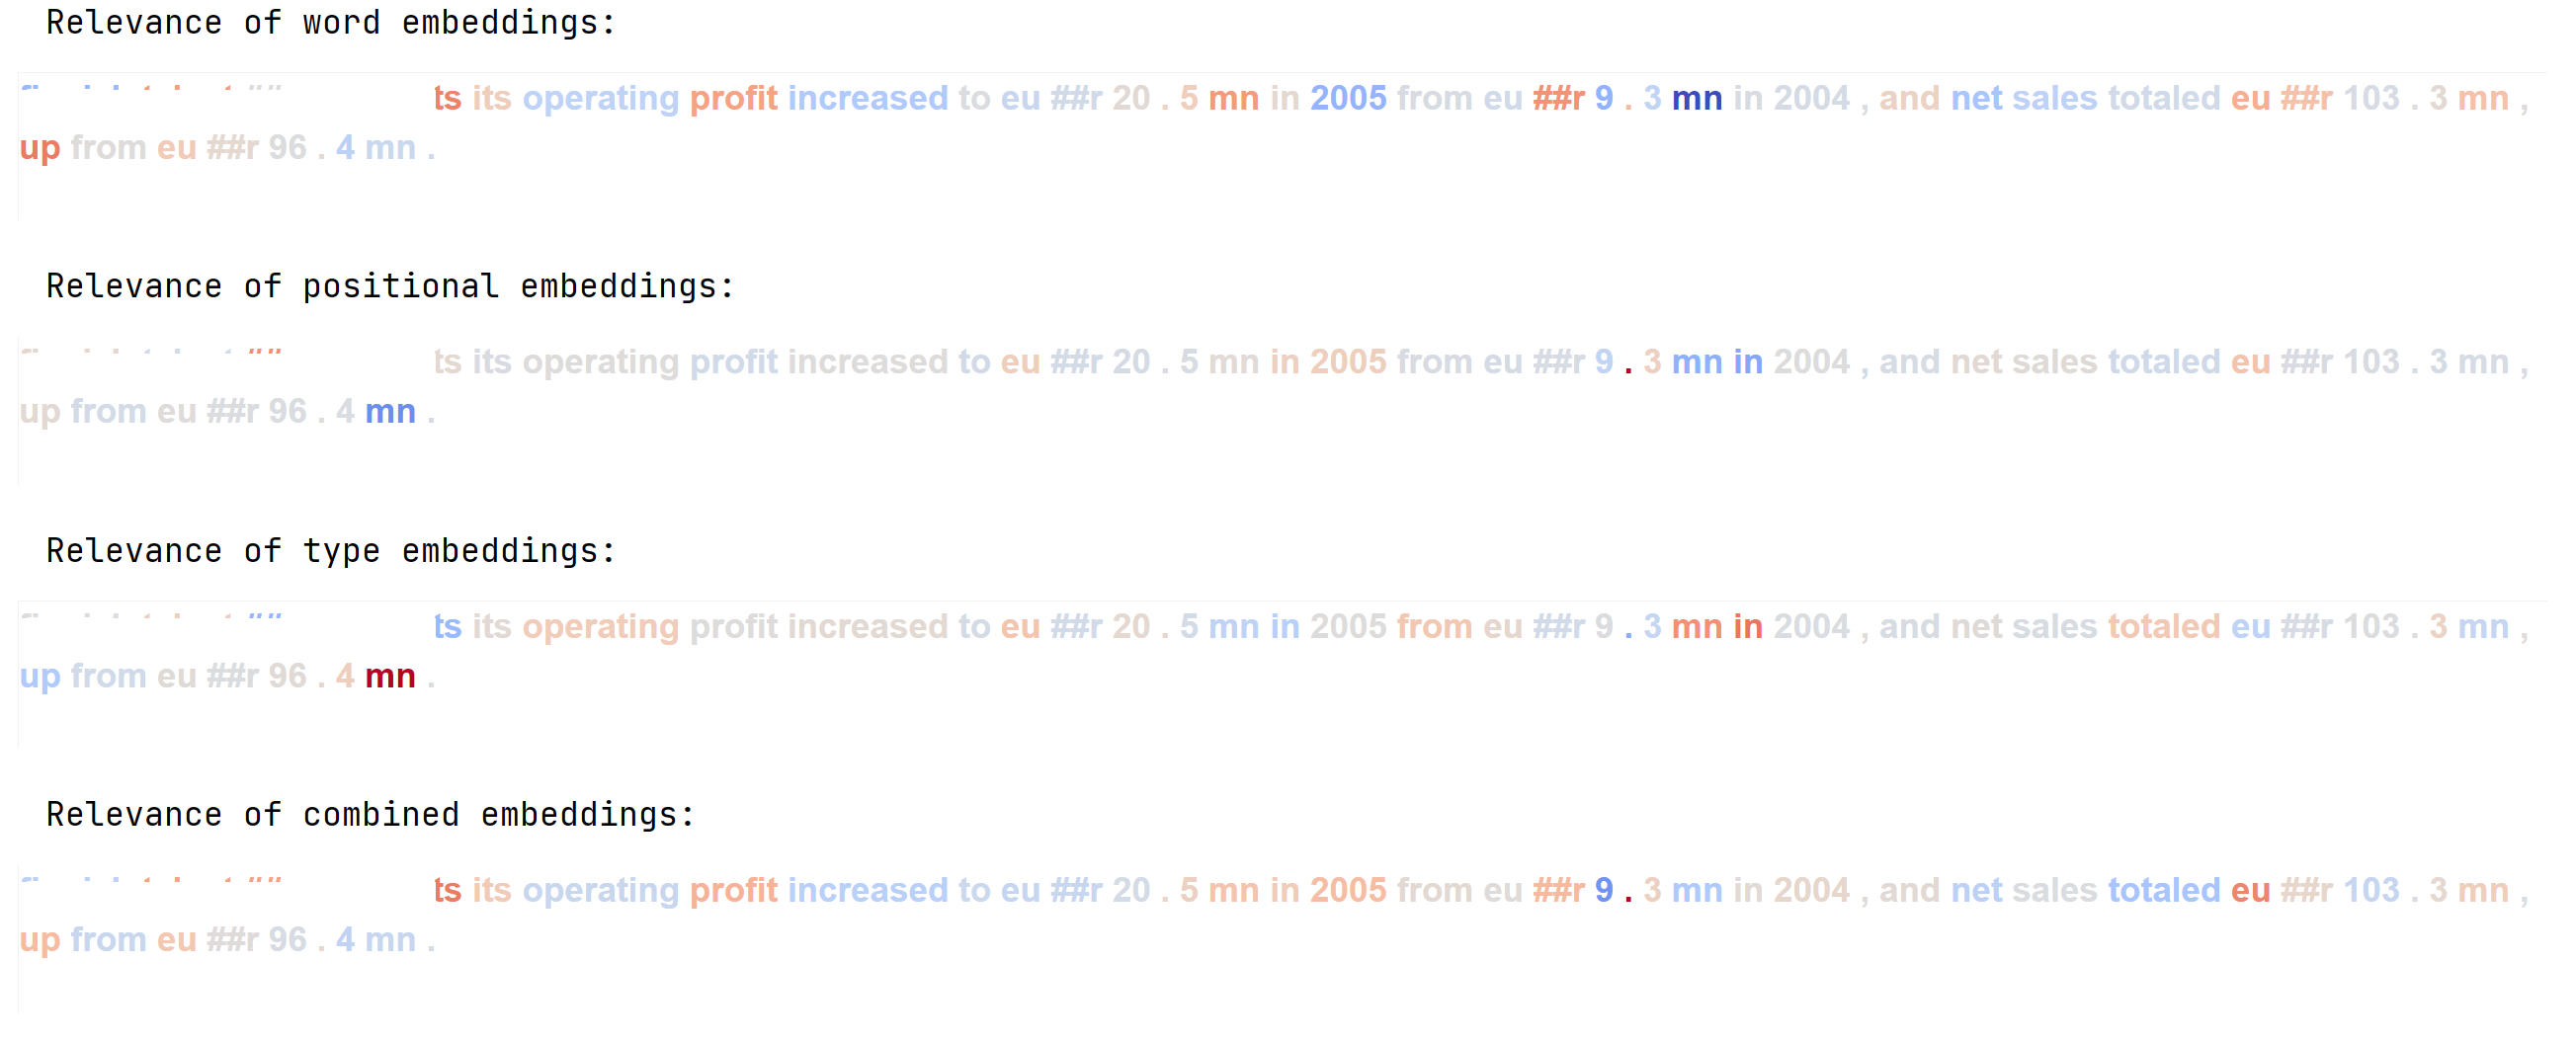 Relevance of word embeddings:
ts its operating profit increased to eu ##r 20 . 5 mn in 2005 from eu ##r 9 . 3 mn in 2004 , and net sales totaled eu ##r 103 . 3 mn ,
up from eu ##r 96 . 4 mn .
Relevance of positional embeddings:
ts its operating profit increased to eu ##r 20 . 5 mn in 2005 from eu ##r 9 . 3 mn in 2004 , and net sales totaled eu ##r 103 . 3 mn ,
up from eu ##r 96 . 4 mn .
Relevance of type embeddings:
ts its operating profit increased to eu ##r 20 . 5 mn in 2005 from eu ##r 9 . 3 mn in 2004 , and net sales totaled eu ##r 103 . 3 mn ,
up from eu ##r 96 . 4 mn .
Relevance of combined embeddings:
ts its operating profit increased to eu ##r 20 . 5 mn in 2005 from eu ##r 9 . 3 mn in 2004 , and net sales totaled eu ##r 103 . 3 mn ,
up from eu ##r 96 . 4 mn .